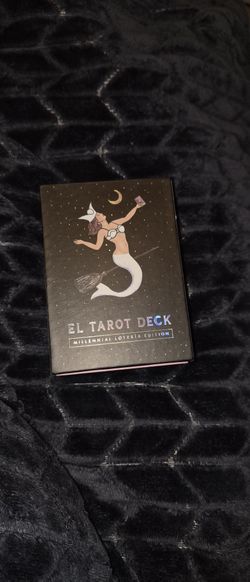 EL TAROT DECK
MILLENNIAL LOTERÍA EDITION